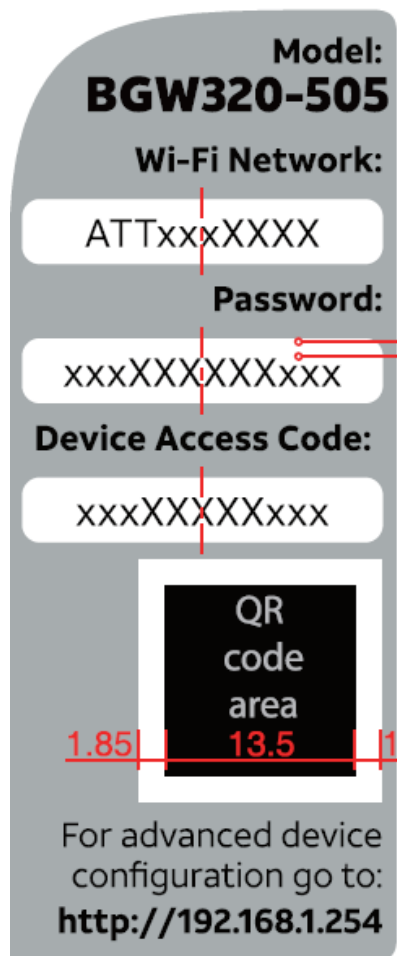 Model:
BGW320-505
Wi-Fi Network:
ATTxxxXXXX
Password:
xxxXXXXXXxxx
Device Access Code:
xxxXXXXXxxx
QR
code
area
1.85 13.5 1
For advanced device
configuration go to:
http://192.168.1.254